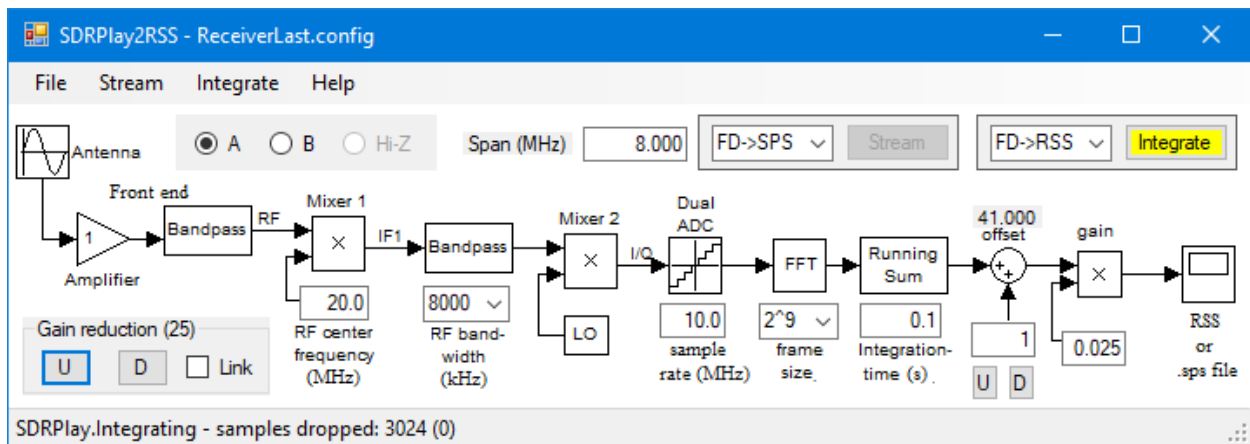 SDRPlay2RSS - ReceiverLast.config
File Stream Integrate Help
Antenna
A B Hi-Z
Span (MHz) 8.000
FD->SPS Stream
FD->RSS Integrate
Front end
Amplifier
1
Bandpass
RF
Mixer 1
×
IF1
Bandpass
Mixer 2
×
I/Q
Dual
ADC
FFT
Running
Sum
41.000
offset
++
gain
×
20.0
RF center
frequency
(MHz)
8000
RF band-
width
(kHz)
LO
10.0
sample
rate (MHz)
2^9
frame
size.
0.1
Integration-
time (s) .
1
U D
0.025
RSS
or
.sps file
Gain reduction (25)
U D Link
SDRPlay.Integrating - samples dropped: 3024 (0)